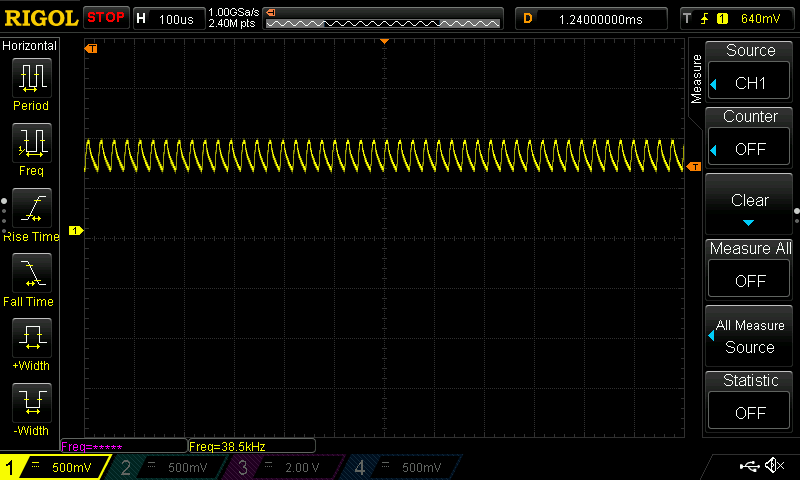 RIGOL STOP H 100us 1.00GSa/s 2.40M pts D 1.24000000ms T 1 640mV
Horizontal
Period
Freq
Rise Time
Fall Time
+Width
-Width
T
T
1
Measure
Source
CH1
Counter
OFF
Clear
Measure All
OFF
All Measure
Source
Statistic
OFF
Freq=***** Freq=38.5kHz
1 500mV 2 500mV 3 2.00 V 4 500mV